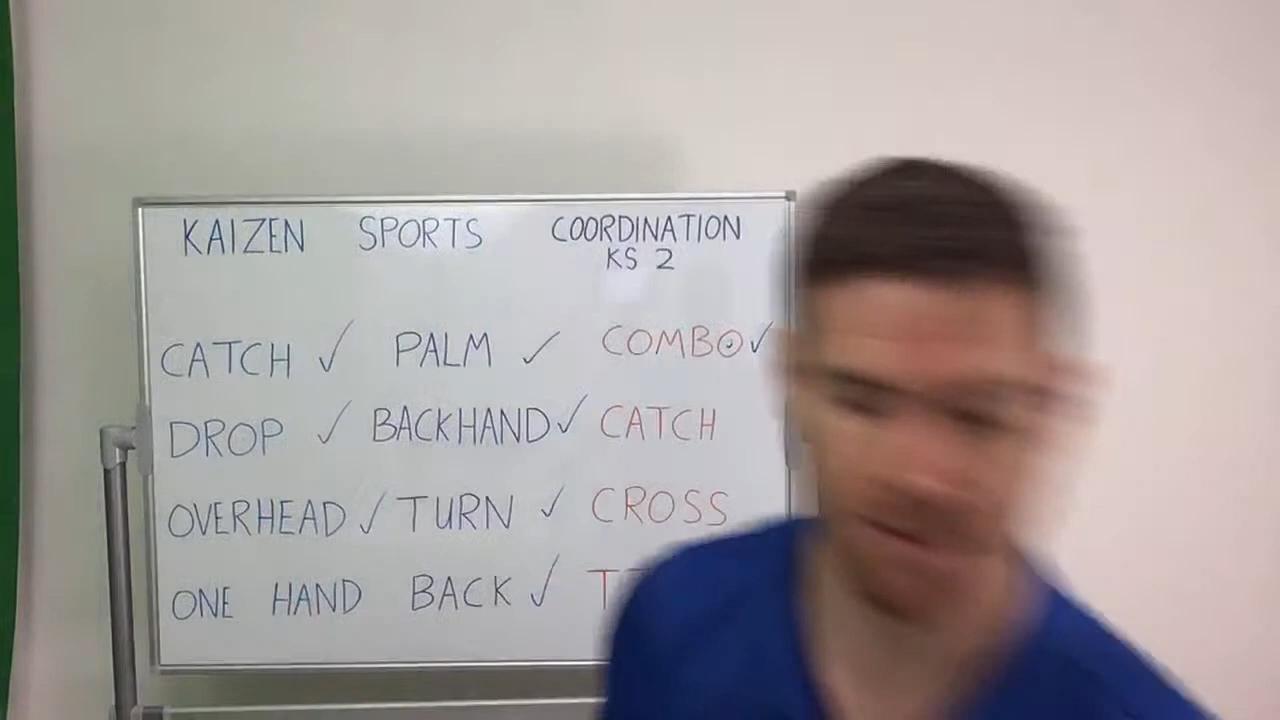 KAIZEN SPORTS COORDINATION
KS 2
CATCH ✓ PALM ✓ COMBO ✓
DROP ✓ BACKHAND ✓ CATCH
OVERHEAD ✓ TURN ✓ CROSS
ONE HAND BACK ✓